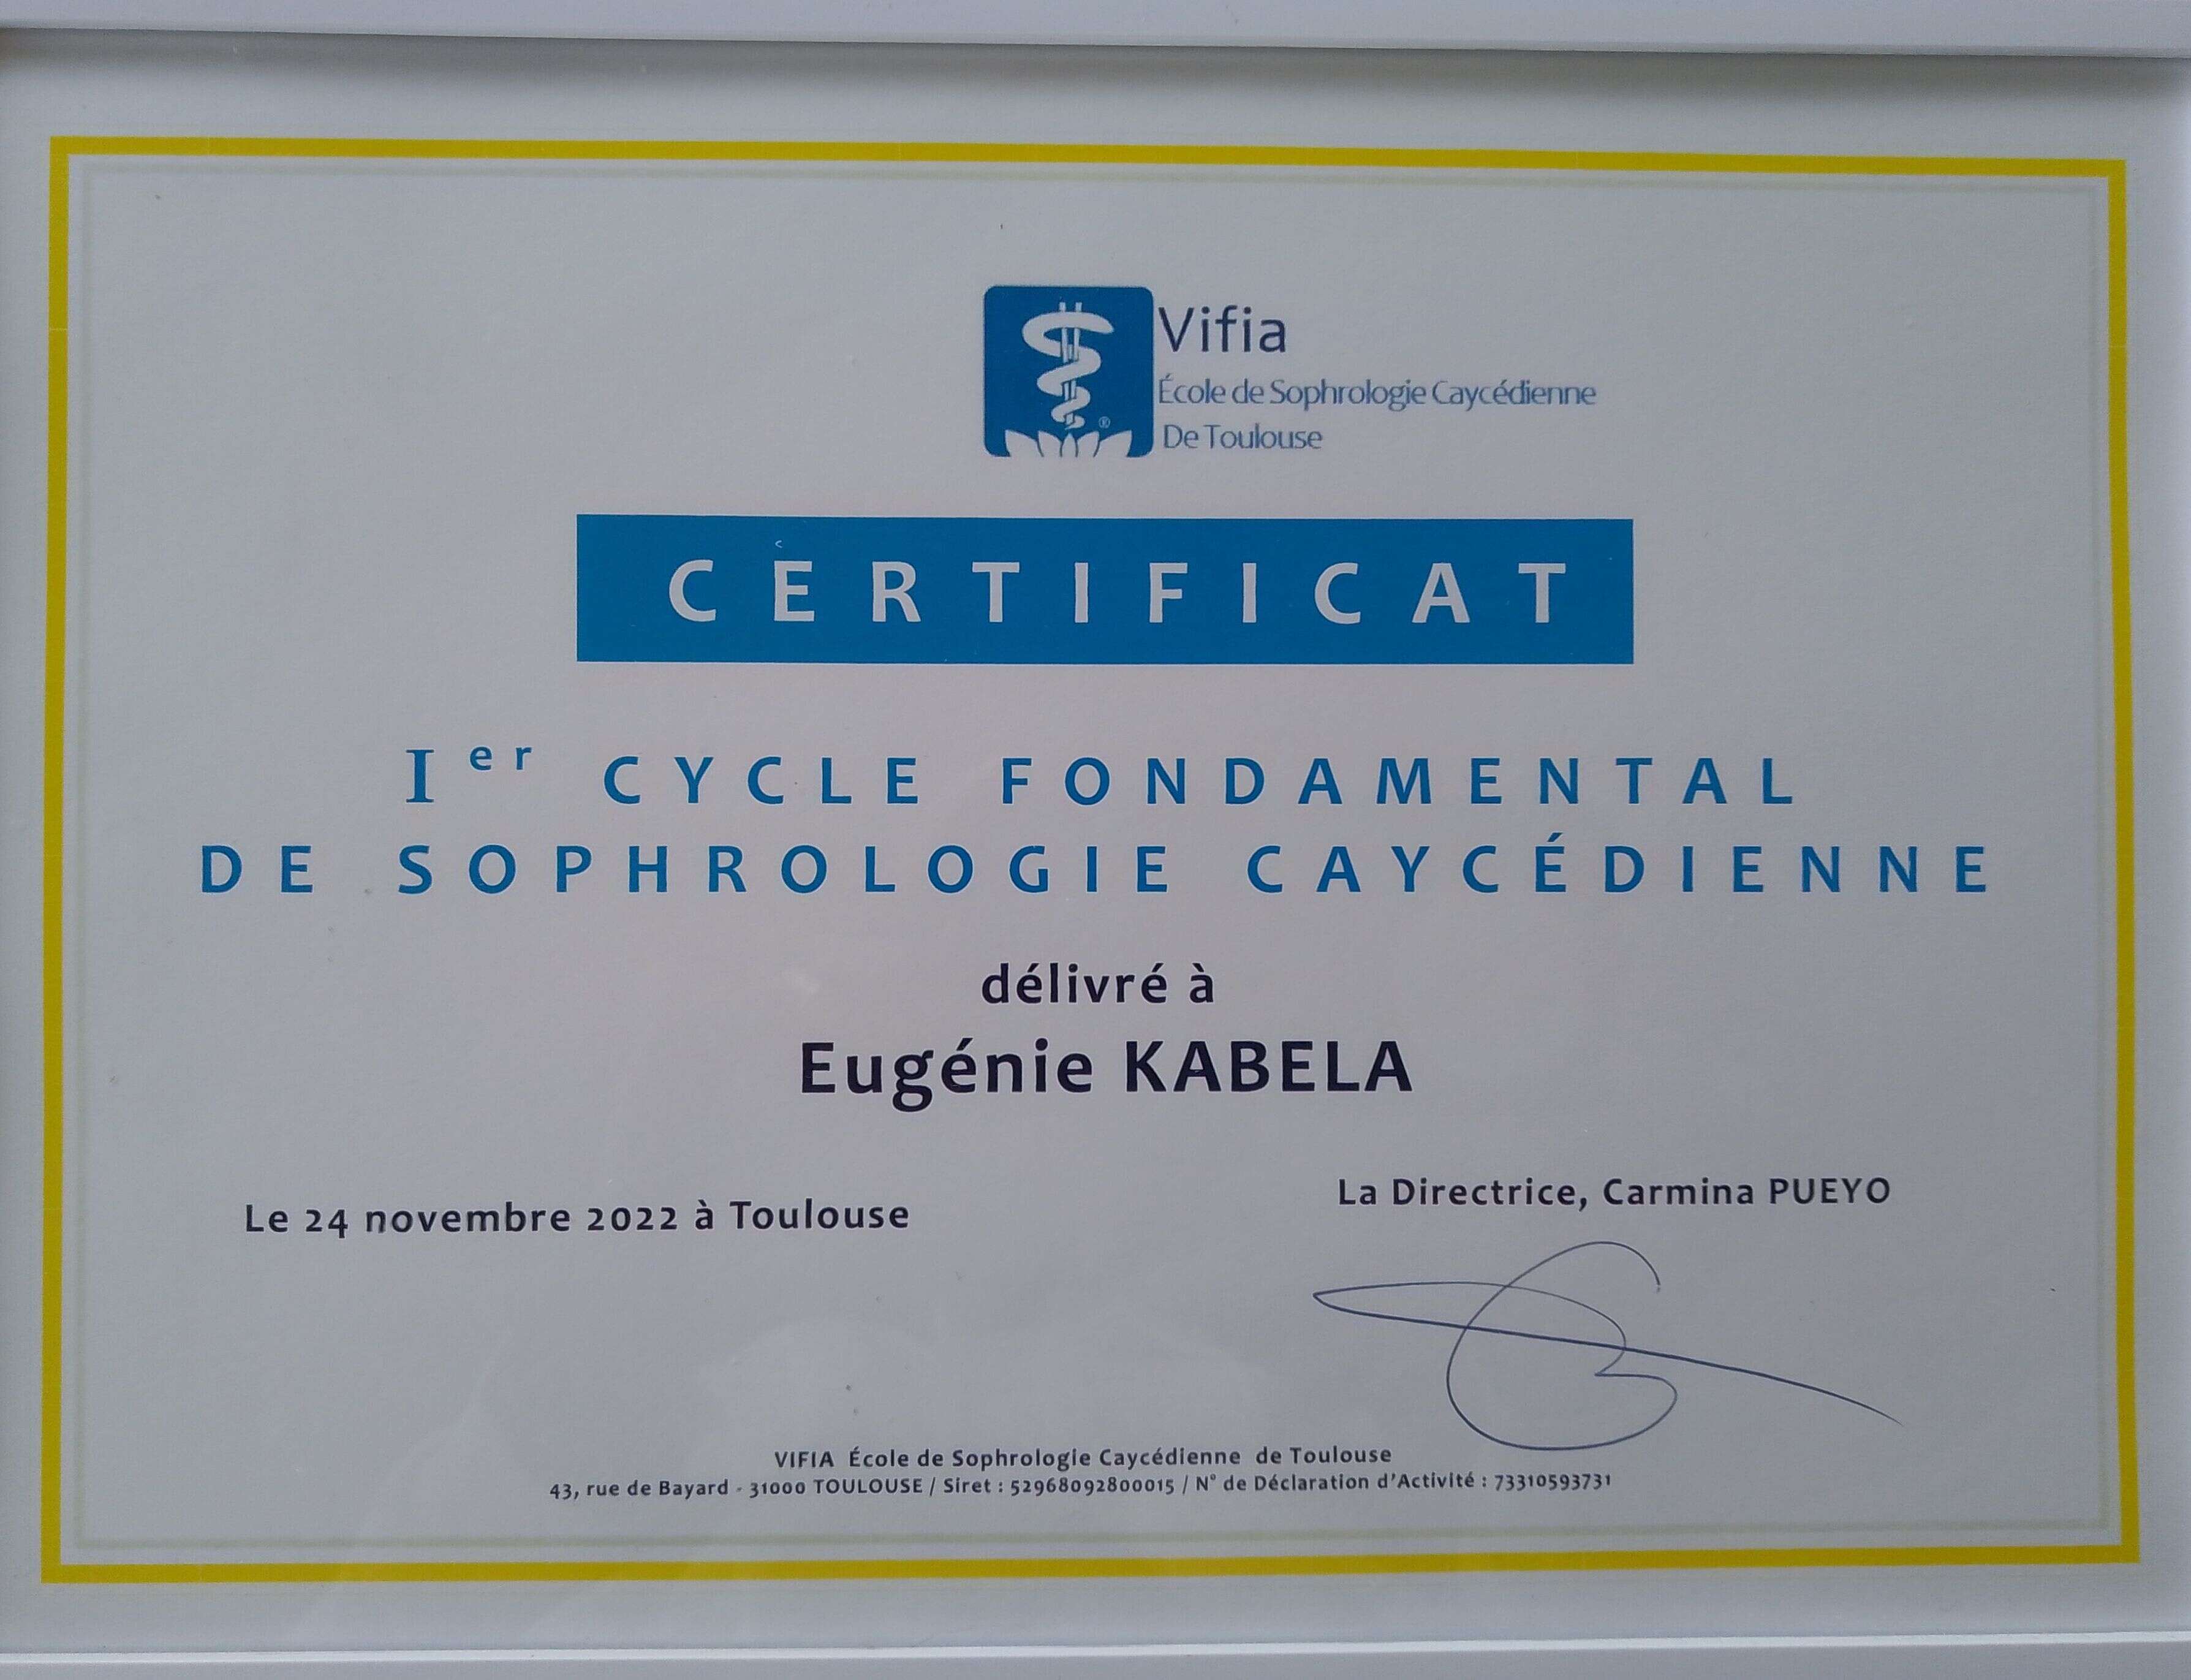 Vifia
École de Sophrologie Caycédienne
De Toulouse
CERTIFICAT
Ier CYCLE FONDAMENTAL
DE SOPHROLOGIE CAYCÉDIENNE
délivré à
Eugénie KABELA
Le 24 novembre 2022 à Toulouse
La Directrice, Carmina PUEYO
VIFIA École de Sophrologie Caycédienne de Toulouse
43, rue de Bayard - 31000 TOULOUSE / Siret : 52968092800015 / N° de Déclaration d'Activité : 73310593731